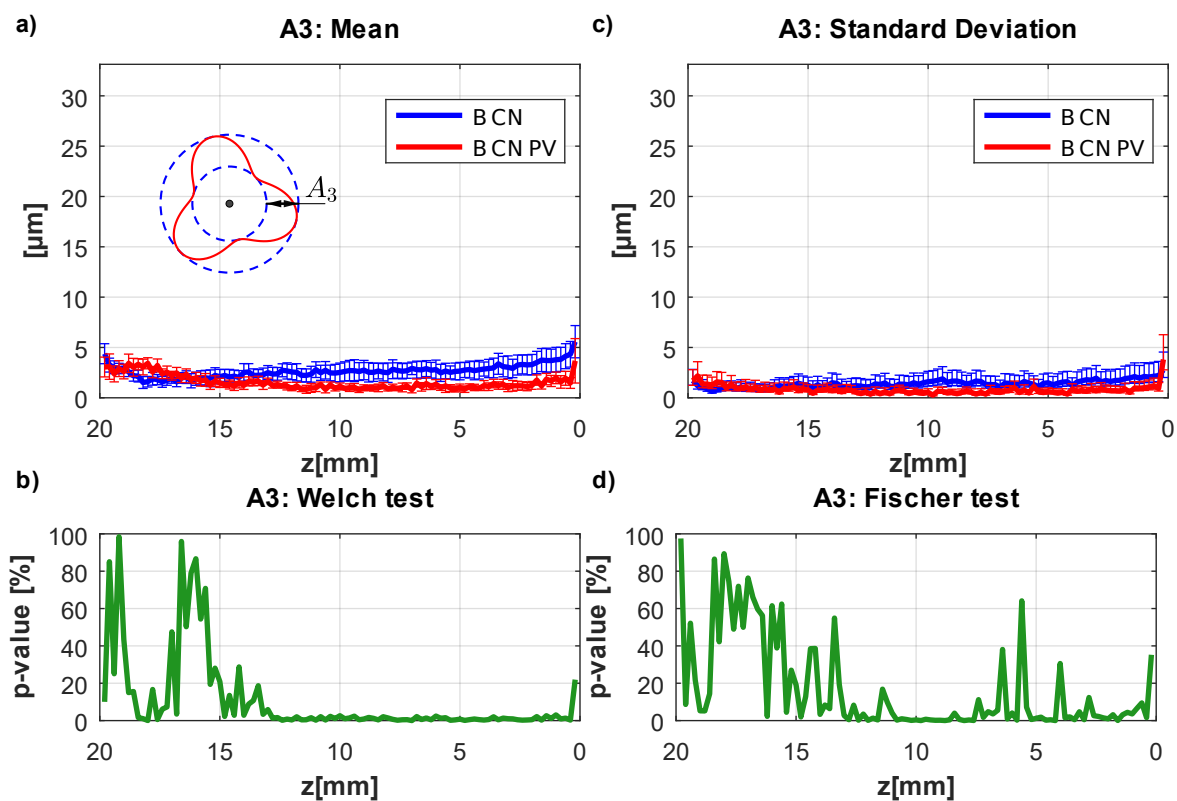 a)
A3: Mean
[µm]
30
25
20
15
10
5
0
B CN
B CN PV
A3
20
15
10
5
0
z[mm]
c)
A3: Standard Deviation
[µm]
30
25
20
15
10
5
0
B CN
B CN PV
20
15
10
5
0
z[mm]
b)
A3: Welch test
p-value [%]
100
80
60
40
20
0
20
15
10
5
0
z[mm]
d)
A3: Fischer test
p-value [%]
100
80
60
40
20
0
20
15
10
5
0
z[mm]